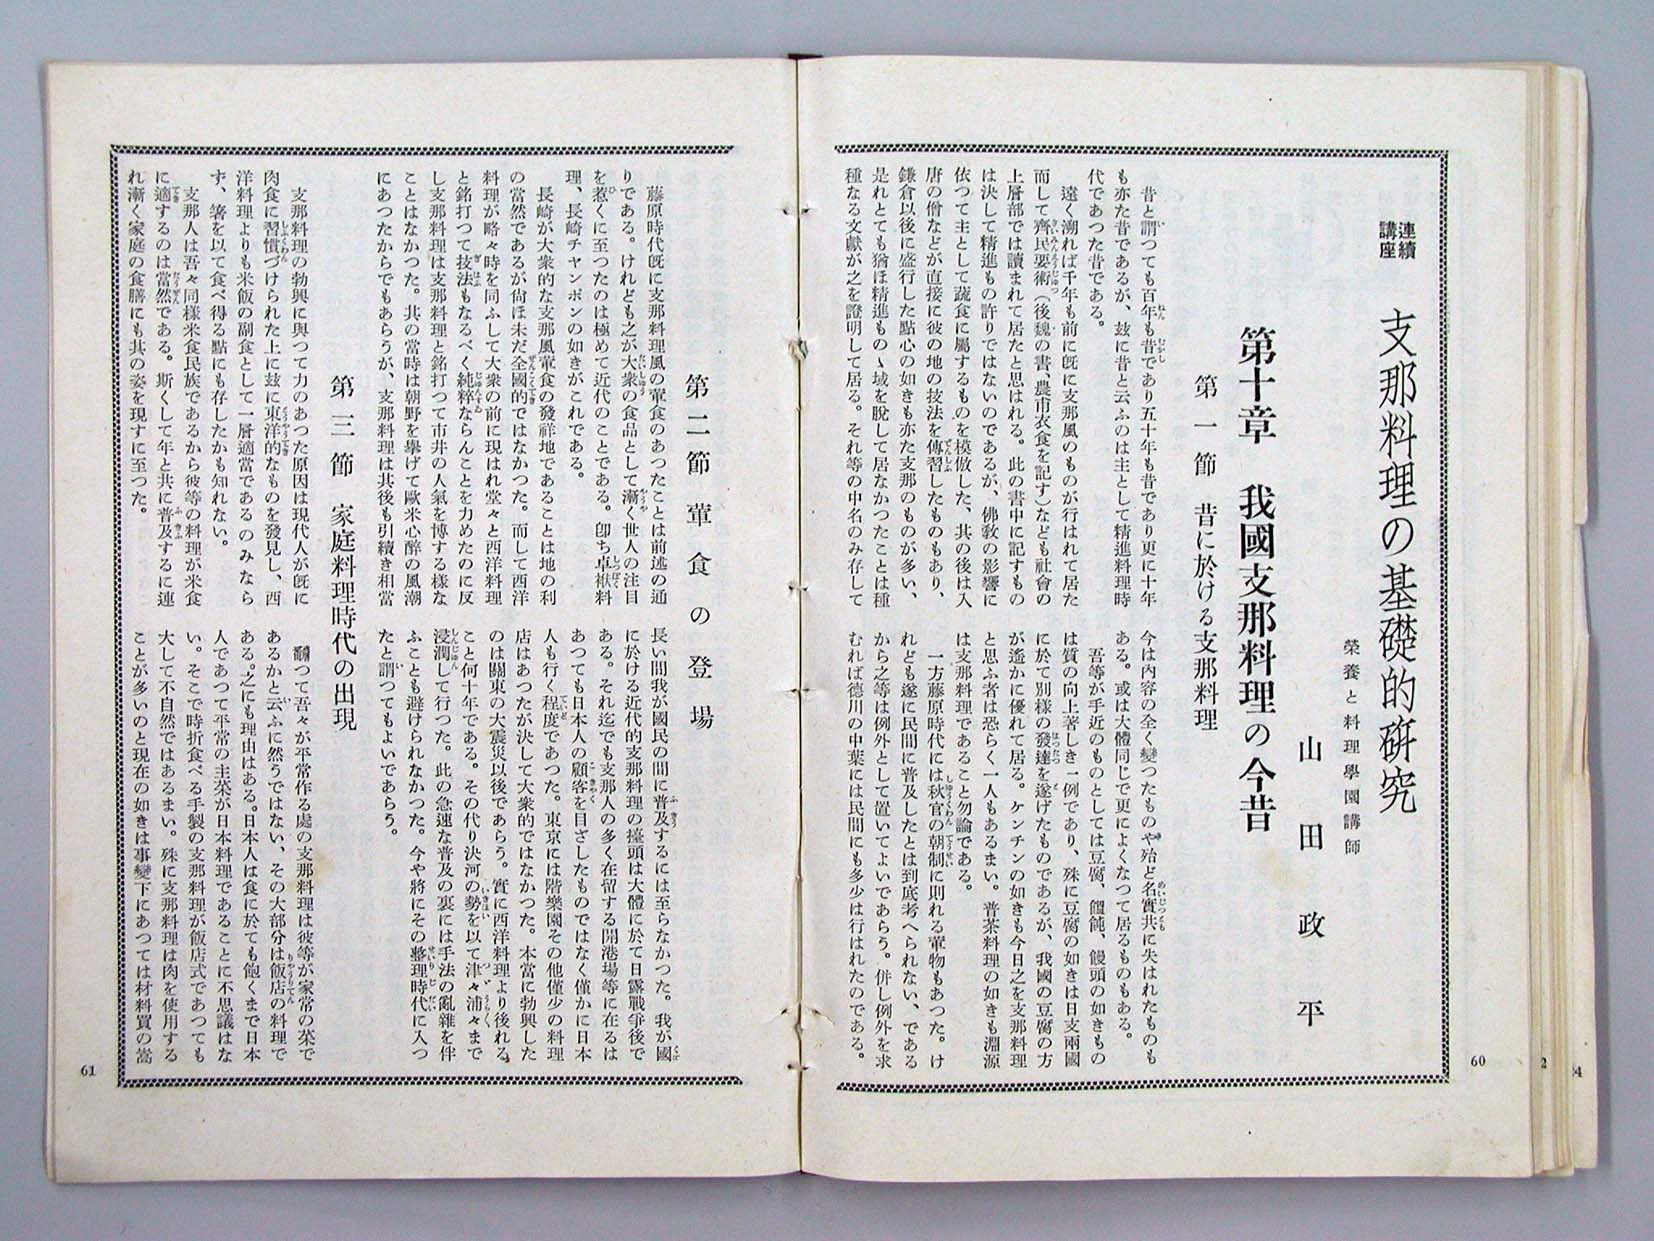 連續
講座
支那料理の基礎的研究
榮養と料理學園講師
山田政平
第十章　我國支那料理の今昔
第一節　昔に於ける支那料理
昔と謂つても百年も昔であり五十年も昔であり更に十年
も亦た昔であるが、玆に昔と云ふのは主として精進料理時
代であつた昔である。
遠く溯れば千年も前に旣に支那風のものが行はれて居た
而して齊民要術（後魏の書、農甫衣食を記す）なども社會の
上層部では讀まれて居たと思はれる。此の書中に記すもの
は決して精進もの許りではないのであるが、佛敎の影響に
依つて主として蔬食に屬するものを模倣した、其の後は入
唐の僧などが直接に彼の地の技法を傳習したものもあり、
鎌倉以後に盛行した點心の如きも亦た支那のものが多い、
是れとても猶ほ精進ものゝ域を脫して居なかつたことは種
種なる文獻が之を證明して居る。それ等の中名のみ存して
今は內容の全く變つたものや殆ど名實共に失はれたものも
ある。或は大體同じで更によくなつて居るものもある。
吾等が手近のものとしては豆腐、饂飩、饅頭の如きもの
は質の向上著しき一例であり、殊に豆腐の如きは日支兩國
に於て別樣の發達を遂げたものであるが、我國の豆腐の方
が遙かに優れて居る。ケンチンの如きも今日之を支那料理
と思ふ者は恐らく一人もあるまい。普茶料理の如きも淵源
は支那料理であること勿論である。
一方藤原時代には秋官の朝制に則れる葷物もあつた。け
れども遂に民間に普及したとは到底考へられない、である
から之等は例外として置いてよいであらう。併し例外を求
むれば德川の中葉には民間にも多少は行はれたのである。
60
第二節　葷食の登場
藤原時代旣に支那料理風の葷食のあつたことは前述の通
りである。けれども之が大衆の食品として漸く世人の注目
を惹くに至つたのは極めて近代のことである。卽ち卓袱料
理、長崎チヤンポンの如きがこれである。
長崎が大衆的な支那風葷食の發祥地であることは地の利
の當然であるが尙ほ未だ全國的ではなかつた。而して西洋
料理が略々時を同ふして大衆の前に現はれ堂々と西洋料理
と銘打つて技法もなるべく純粹ならんことを力めたのに反
し支那料理は支那料理と銘打つて市井の人氣を博する樣な
ことはなかつた。其の當時は朝野を擧げて歐米心醉の風潮
にあつたからでもあらうが、支那料理は其後も引續き相當
長い間我が國民の間に普及するには至らなかつた。我が國
に於ける近代的支那料理の擡頭は大體に於て日露戰爭後で
ある。それ迄でも支那人の多く在留する開港場等に在るは
あつても日本人の顧客を目ざしたものではなく僅かに日本
人も行く程度であつた。東京には階樂園その他僅少の料理
店はあつたが決して大衆的ではなかつた。本當に勃興した
のは關東の大震災以後であらう。實に西洋料理より後れる
こと何十年である。その代り決河の勢を以て津々浦々まで
浸潤して行つた。此の急速な普及の裏には手法の亂雜を伴
ふことも避けられなかつた。今や將にその整理時代に入つ
たと謂つてもよいであらう。
第三節　家庭料理時代の出現
支那料理の勃興に與つて力のあつた原因は現代人が旣に
肉食に習慣づけられた上に玆に東洋的なものを發見し、西
洋料理よりも米飯の副食として一層適當であるのみなら
ず、箸を以て食べ得る點にも存したかも知れない。
支那人は吾々同樣米食民族であるから彼等の料理が米食
に適するのは當然である。斯くして年と共に普及するに連
れ漸く家庭の食膳にも其の姿を現すに至つた。
飜つて吾々が平常作る處の支那料理は彼等が家常の菜で
あるかと云ふに然うではない、その大部分は飯店の料理で
ある。之にも理由はある。日本人は食に於ても飽くまで日本
人であつて平常の主菜が日本料理であることに不思議はな
い。そこで時折食べる手製の支那料理が飯店式であつても
大して不自然ではあるまい。殊に支那料理は肉を使用する
ことが多いのと現在の如きは事變下にあつては材料質の嵩
61